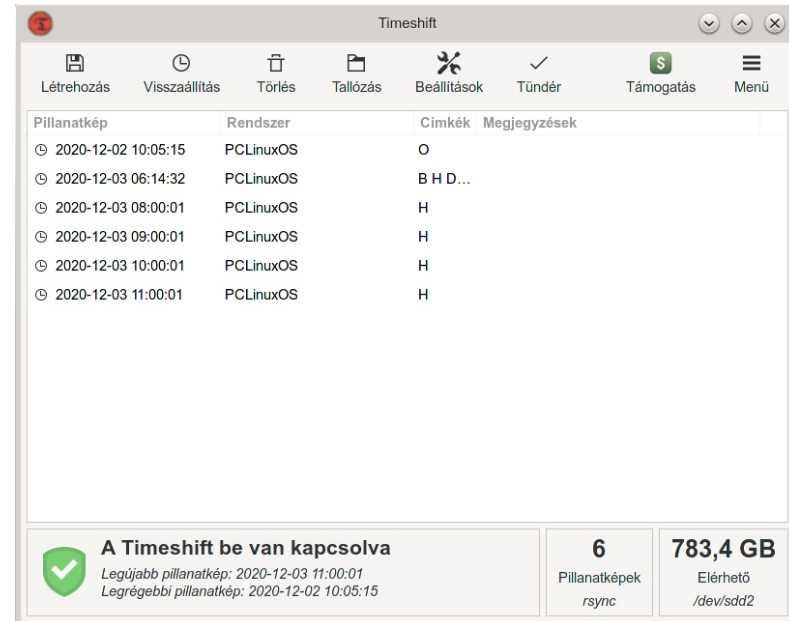 Timeshift
Létrehozás Visszaállítás Törlés Tallózás Beállítások Tündér Támogatás Menü
Pillanatkép Rendszer Címkék Megjegyzések
2020-12-02 10:05:15 PCLinuxOS O
2020-12-03 06:14:32 PCLinuxOS B H D...
2020-12-03 08:00:01 PCLinuxOS H
2020-12-03 09:00:01 PCLinuxOS H
2020-12-03 10:00:01 PCLinuxOS H
2020-12-03 11:00:01 PCLinuxOS H
A Timeshift be van kapcsolva
Legújabb pillanatkép: 2020-12-03 11:00:01
Legrégebbi pillanatkép: 2020-12-02 10:05:15
6
Pillanatképek
rsync
783,4 GB
Elérhető
/dev/sdd2